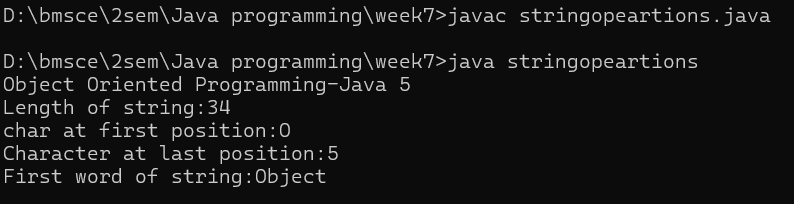 D:\bmsce\2sem\Java programming\week7>javac stringopeartions.java
D:\bmsce\2sem\Java programming\week7>java stringopeartions
Object Oriented Programming-Java 5
Length of string:34
char at first position:O
Character at last position:5
First word of string:Object